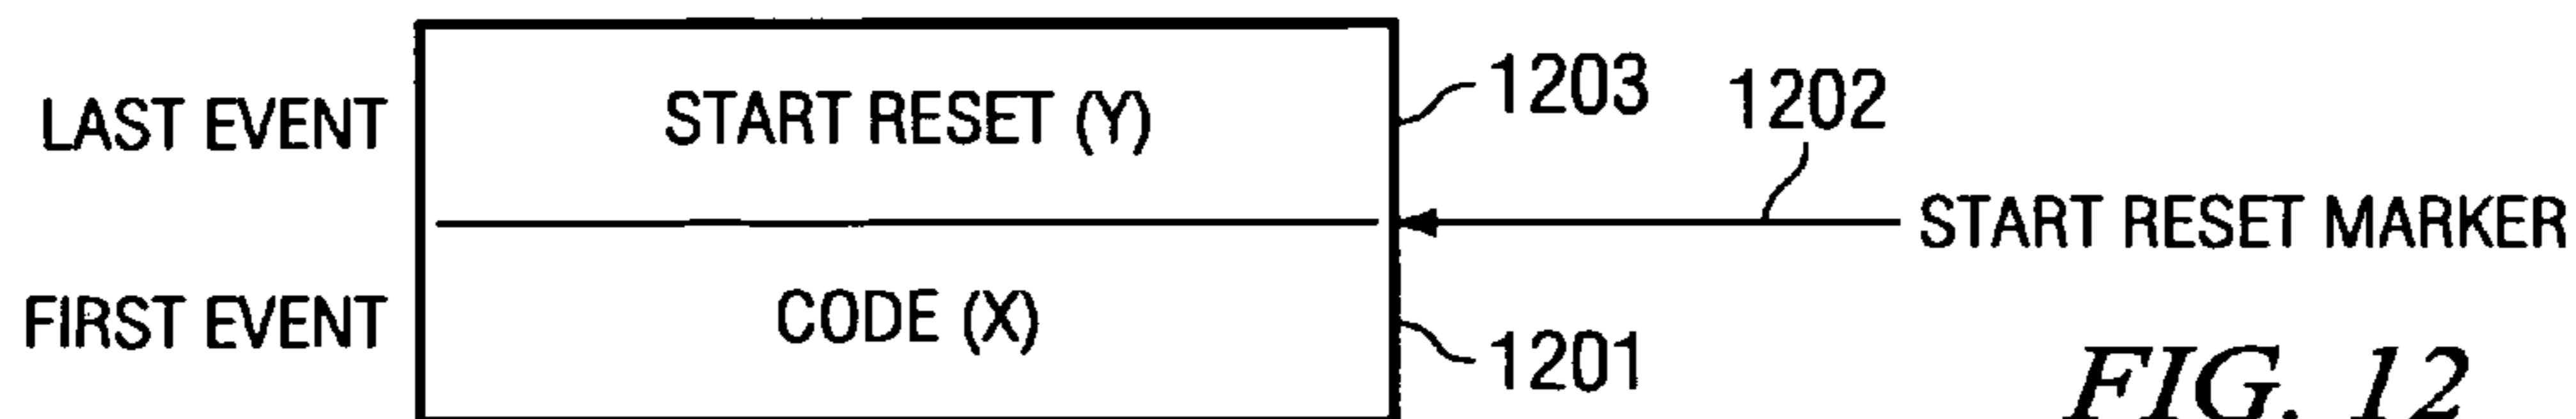 LAST EVENT START RESET (Y) 1203 1202
START RESET MARKER
FIRST EVENT CODE (X) 1201
FIG. 12